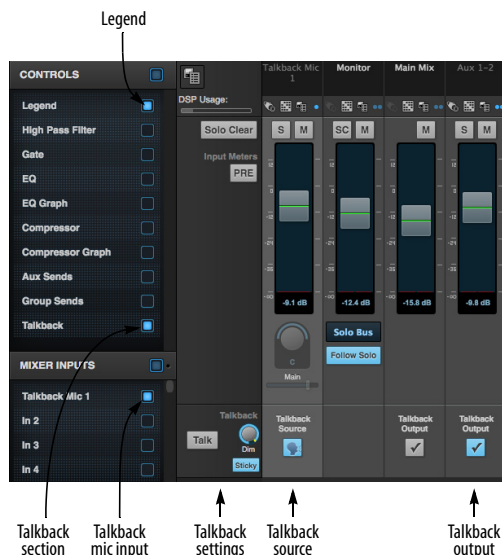 Legend
CONTROLS
Legend
High Pass Filter
Gate
EQ
EQ Graph
Compressor
Compressor Graph
Aux Sends
Group Sends
Talkback
MIXER INPUTS
Talkback Mic 1
In 2
In 3
In 4
DSP Usage:
Solo Clear
Input Meters
PRE
Talkback
Talk
Dim
Sticky
Talkback Mic
1
S M
-9.1 dB
C
Main
Talkback
Source
Monitor
SC M
-12.4 dB
Solo Bus
Follow Solo
Main Mix
M
-15.8 dB
Talkback
Output
Aux 1-2
S M
-9.8 dB
Talkback
Output
Talkback
section
Talkback
mic input
Talkback
settings
Talkback
source
Talkback
output